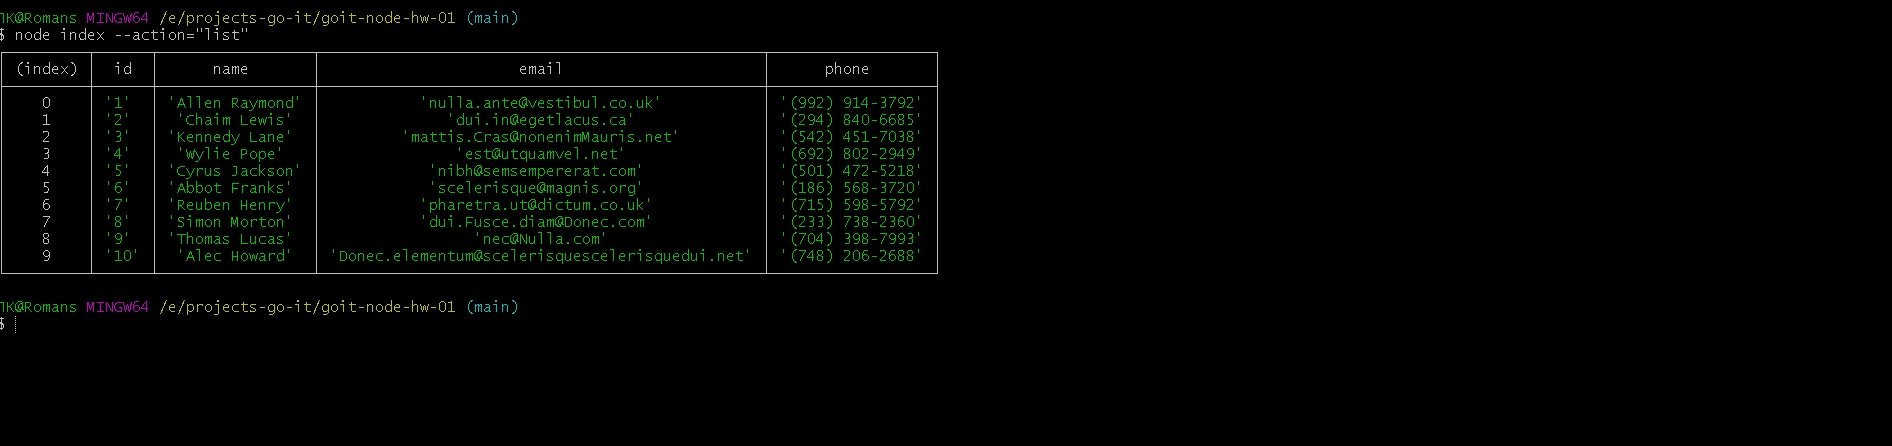 ПК@Romans MINGW64 /e/projects-go-it/goit-node-hw-01 (main)
$ node index --action="list"
(index) id name email phone
0 '1' 'Allen Raymond' 'nulla.ante@vestibul.co.uk' '(992) 914-3792'
1 '2' 'Chaim Lewis' 'dui.in@egetlacus.ca' '(294) 840-6685'
2 '3' 'Kennedy Lane' 'mattis.Cras@nonenimMauris.net' '(542) 451-7038'
3 '4' 'Wylie Pope' 'est@utquamvel.net' '(692) 802-2949'
4 '5' 'Cyrus Jackson' 'nibh@semsempererat.com' '(501) 472-5218'
5 '6' 'Abbot Franks' 'scelerisque@magnis.org' '(186) 568-3720'
6 '7' 'Reuben Henry' 'pharetra.ut@dictum.co.uk' '(715) 598-5792'
7 '8' 'Simon Morton' 'dui.Fusce.diam@Donec.com' '(233) 738-2360'
8 '9' 'Thomas Lucas' 'nec@Nulla.com' '(704) 398-7993'
9 '10' 'Alec Howard' 'Donec.elementum@scelerisquescelerisquedui.net' '(748) 206-2688'
ПК@Romans MINGW64 /e/projects-go-it/goit-node-hw-01 (main)
$